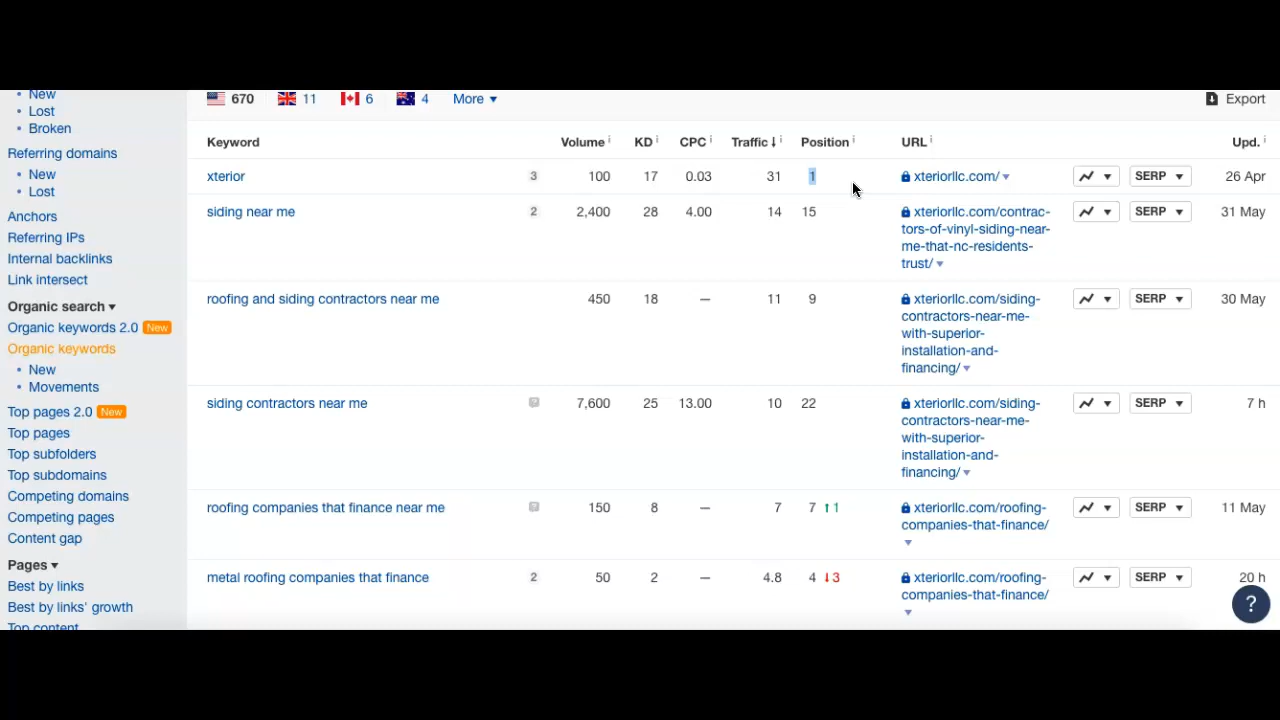 New
Lost
Broken
Referring domains
New
Lost
Anchors
Referring IPs
Internal backlinks
Link intersect
Organic search
Organic keywords 2.0 New
Organic keywords
New
Movements
Top pages 2.0 New
Top pages
Top subfolders
Top subdomains
Competing domains
Competing pages
Content gap
Pages
Best by links
Best by links' growth
Top content
670 11 6 4 More Export
Keyword Volume i KD i CPC i Traffic i Position i URL i Upd. i
xterior 3 100 17 0.03 31 1 xteriorllc.com/ SERP 26 Apr
siding near me 2 2,400 28 4.00 14 15 xteriorllc.com/contrac- SERP 31 May
tors-of-vinyl-siding-near-
me-that-nc-residents-
trust/
roofing and siding contractors near me 450 18 — 11 9 xteriorllc.com/siding- SERP 30 May
contractors-near-me-
with-superior-
installation-and-
financing/
siding contractors near me ? 7,600 25 13.00 10 22 xteriorllc.com/siding- SERP 7 h
contractors-near-me-
with-superior-
installation-and-
financing/
roofing companies that finance near me ? 150 8 — 7 7 ↑1 xteriorllc.com/roofing- SERP 11 May
companies-that-finance/
metal roofing companies that finance 2 50 2 — 4.8 4 ↓3 xteriorllc.com/roofing- SERP 20 h
companies-that-finance/
?